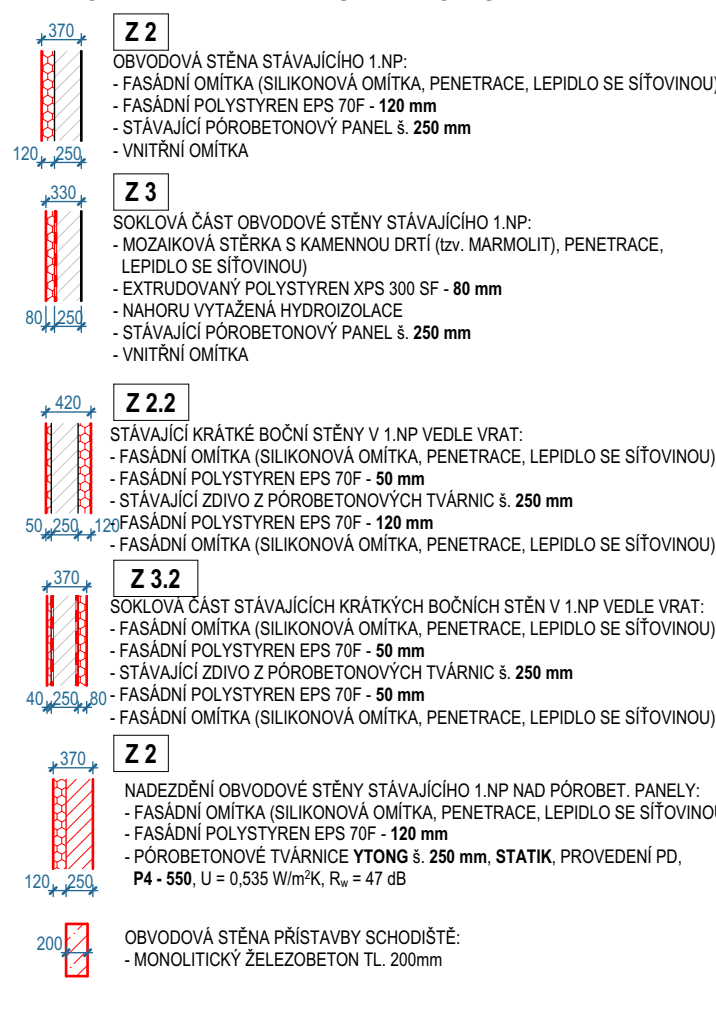 370
Z 2
OBVODOVÁ STĚNA STÁVAJÍCÍHO 1.NP:
- FASÁDNÍ OMÍTKA (SILIKONOVÁ OMÍTKA, PENETRACE, LEPIDLO SE SÍŤOVINOU)
- FASÁDNÍ POLYSTYREN EPS 70F - 120 mm
- STÁVAJÍCÍ PÓROBETONOVÝ PANEL š. 250 mm
- VNITŘNÍ OMÍTKA
120 250
330
Z 3
SOKLOVÁ ČÁST OBVODOVÉ STĚNY STÁVAJÍCÍHO 1.NP:
- MOZAIKOVÁ STĚRKA S KAMENNOU DRTÍ (tzv. MARMOLIT), PENETRACE,
LEPIDLO SE SÍŤOVINOU)
- EXTRUDOVANÝ POLYSTYREN XPS 300 SF - 80 mm
- NAHORU VYTAŽENÁ HYDROIZOLACE
- STÁVAJÍCÍ PÓROBETONOVÝ PANEL š. 250 mm
- VNITŘNÍ OMÍTKA
80 250
420
Z 2.2
STÁVAJÍCÍ KRÁTKÉ BOČNÍ STĚNY V 1.NP VEDLE VRAT:
- FASÁDNÍ OMÍTKA (SILIKONOVÁ OMÍTKA, PENETRACE, LEPIDLO SE SÍŤOVINOU)
- FASÁDNÍ POLYSTYREN EPS 70F - 50 mm
- STÁVAJÍCÍ ZDIVO Z PÓROBETONOVÝCH TVÁRNIC š. 250 mm
- FASÁDNÍ POLYSTYREN EPS 70F - 120 mm
- FASÁDNÍ OMÍTKA (SILIKONOVÁ OMÍTKA, PENETRACE, LEPIDLO SE SÍŤOVINOU)
50 250 120
370
Z 3.2
SOKLOVÁ ČÁST STÁVAJÍCÍCH KRÁTKÝCH BOČNÍCH STĚN V 1.NP VEDLE VRAT:
- FASÁDNÍ OMÍTKA (SILIKONOVÁ OMÍTKA, PENETRACE, LEPIDLO SE SÍŤOVINOU)
- FASÁDNÍ POLYSTYREN EPS 70F - 50 mm
- STÁVAJÍCÍ ZDIVO Z PÓROBETONOVÝCH TVÁRNIC š. 250 mm
- FASÁDNÍ POLYSTYREN EPS 70F - 50 mm
- FASÁDNÍ OMÍTKA (SILIKONOVÁ OMÍTKA, PENETRACE, LEPIDLO SE SÍŤOVINOU)
40 250 80
370
Z 2
NADEZDĚNÍ OBVODOVÉ STĚNY STÁVAJÍCÍHO 1.NP NAD PÓROBET. PANELY:
- FASÁDNÍ OMÍTKA (SILIKONOVÁ OMÍTKA, PENETRACE, LEPIDLO SE SÍŤOVINOU
- FASÁDNÍ POLYSTYREN EPS 70F - 120 mm
- PÓROBETONOVÉ TVÁRNICE YTONG š. 250 mm, STATIK, PROVEDENÍ PD,
P4 - 550, U = 0,535 W/m²K, Rw = 47 dB
120 250
200
OBVODOVÁ STĚNA PŘÍSTAVBY SCHODIŠTĚ:
- MONOLITICKÝ ŽELEZOBETON TL. 200mm